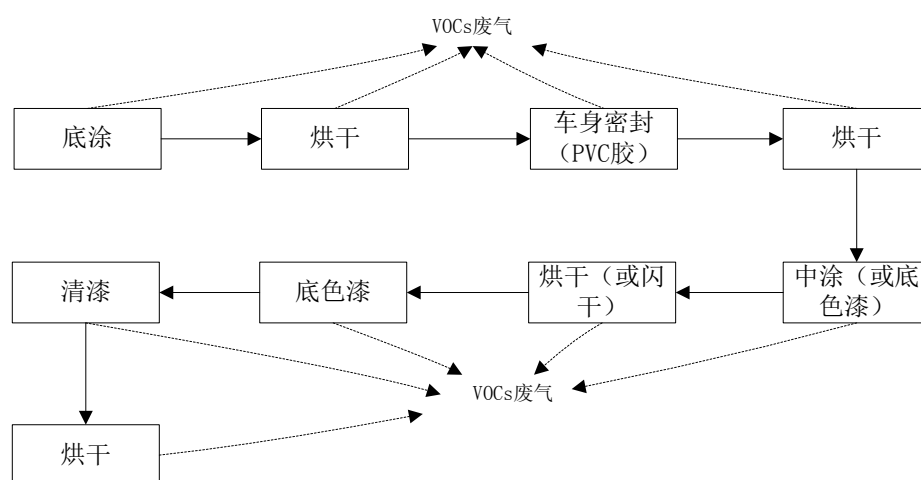 VOCs废气
底涂
烘干
车身密封
（PVC胶）
烘干
清漆
底色漆
烘干（或闪
干）
中涂（或底
色漆）
VOCs废气
烘干